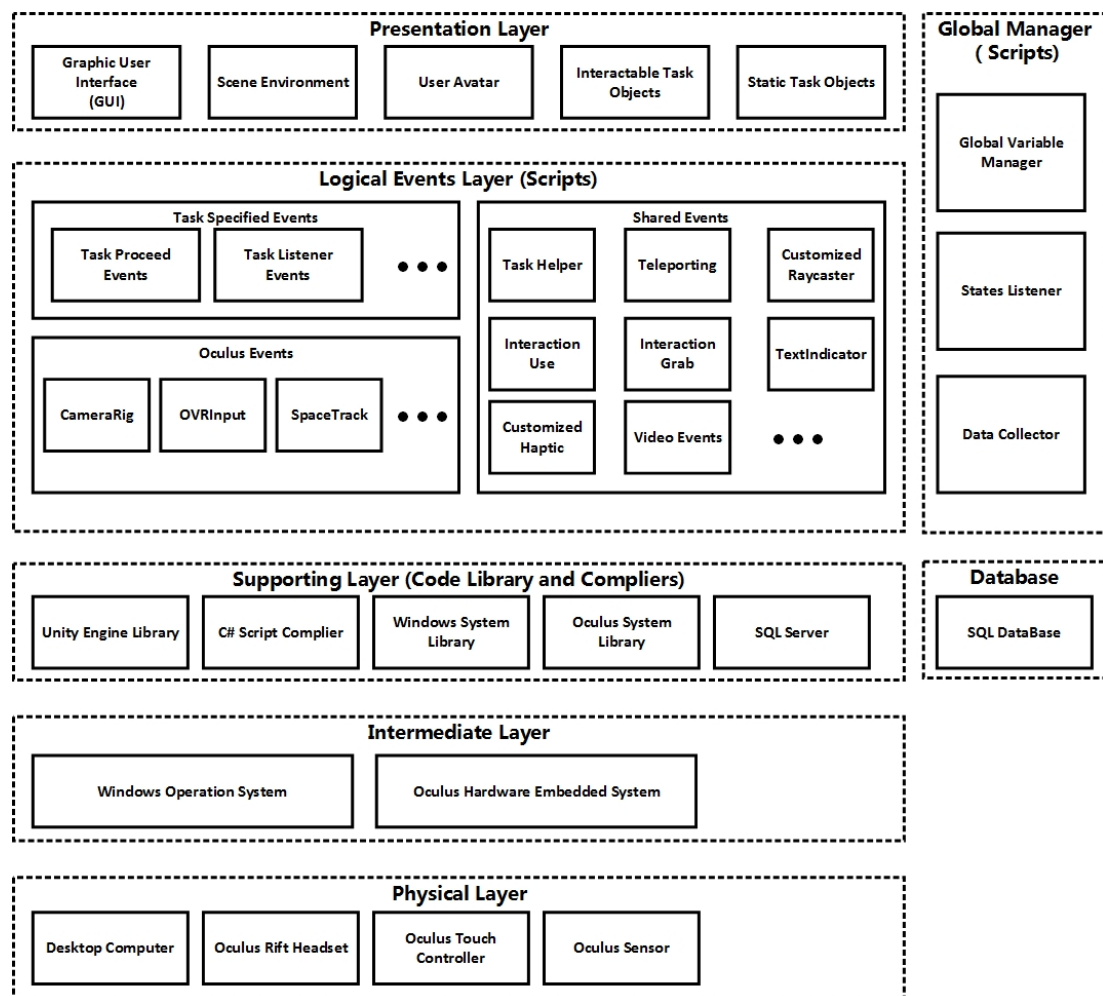 Presentation Layer
Graphic User
Interface
(GUI)
Scene Environment
User Avatar
Interactable Task
Objects
Static Task Objects
Logical Events Layer (Scripts)
Task Specified Events
Task Proceed
Events
Task Listener
Events
Oculus Events
CameraRig
OVRInput
SpaceTrack
Shared Events
Task Helper
Teleporting
Customized
Raycaster
Interaction
Use
Interaction
Grab
TextIndicator
Customized
Haptic
Video Events
Global Manager
( Scripts)
Global Variable
Manager
States Listener
Data Collector
Supporting Layer (Code Library and Compliers)
Unity Engine Library
C# Script Complier
Windows System
Library
Oculus System
Library
SQL Server
Database
SQL DataBase
Intermediate Layer
Windows Operation System
Oculus Hardware Embedded System
Physical Layer
Desktop Computer
Oculus Rift Headset
Oculus Touch
Controller
Oculus Sensor